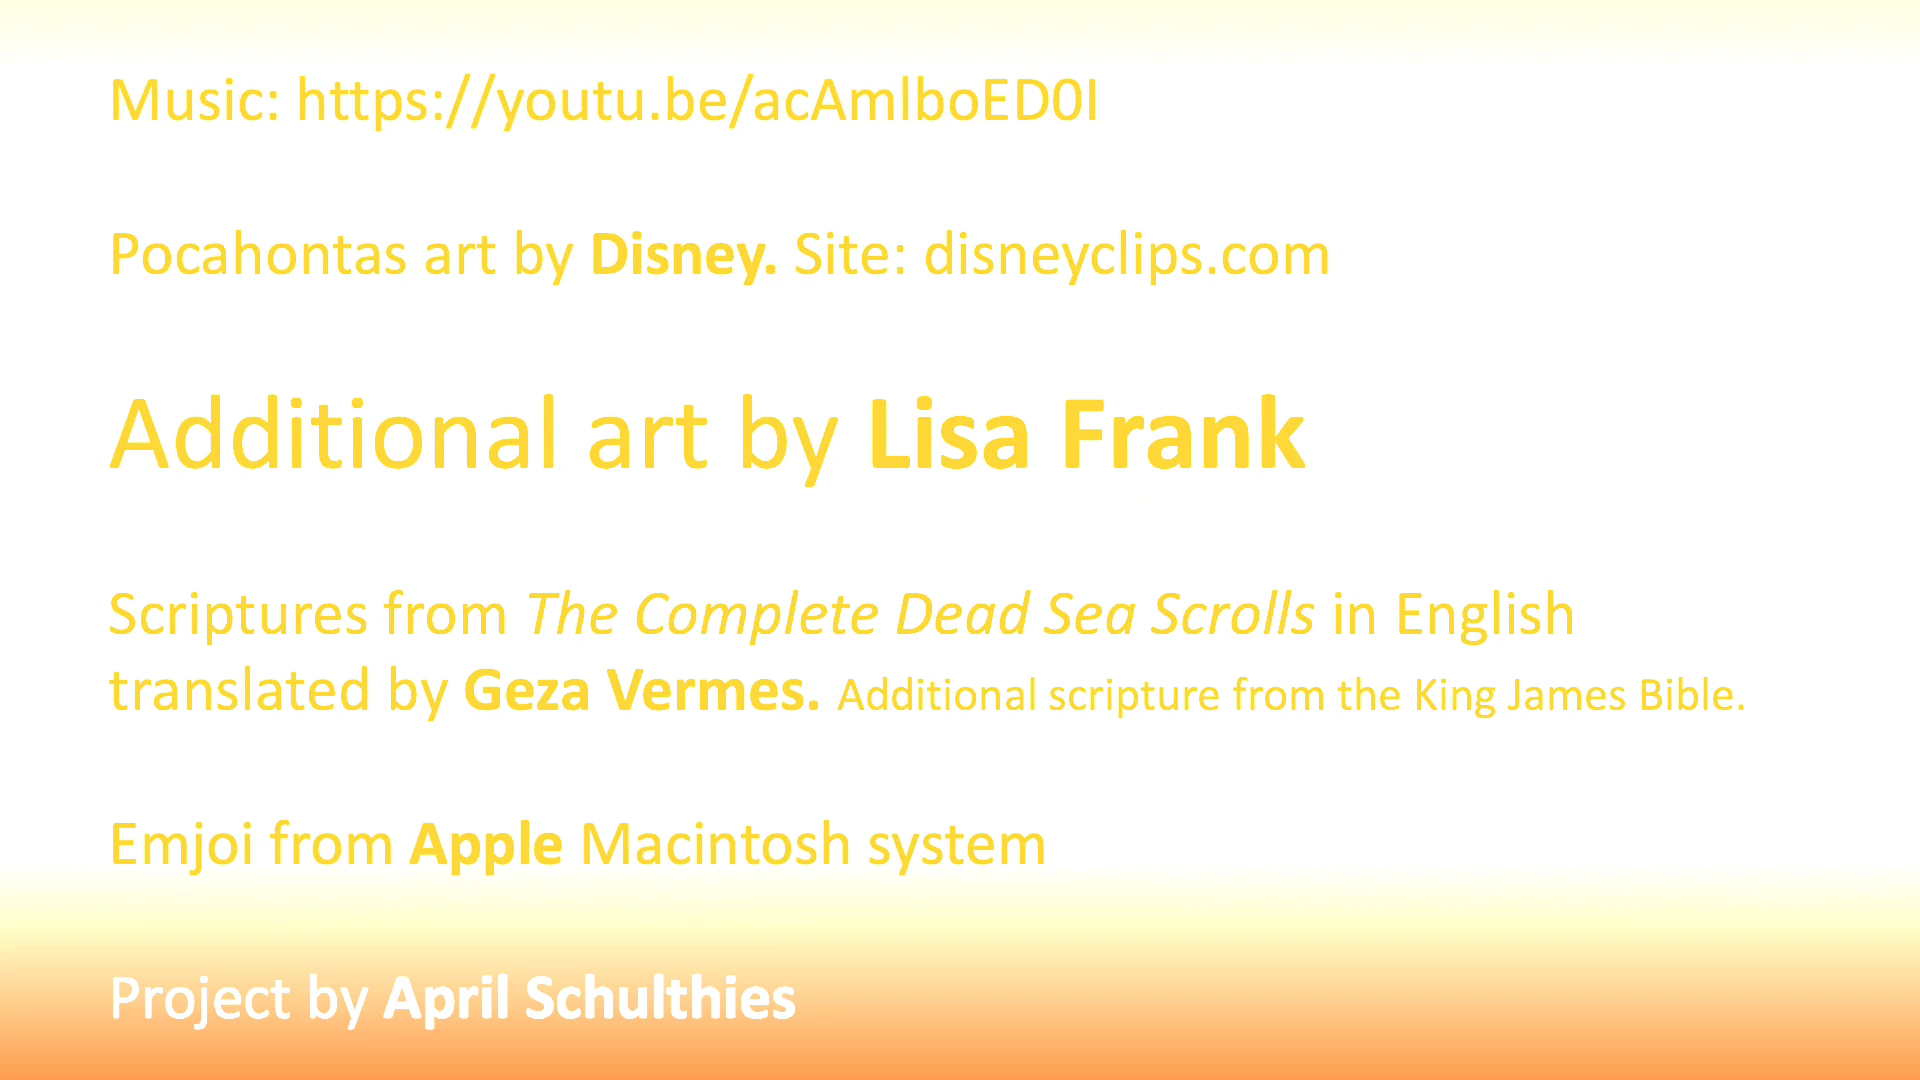 Music: https://youtu.be/acAmlboED0I
Pocahontas art by Disney. Site: disneyclips.com
Additional art by Lisa Frank
Scriptures from The Complete Dead Sea Scrolls in English
translated by Geza Vermes. Additional scripture from the King James Bible.
Emjoi from Apple Macintosh system
Project by April Schulthies